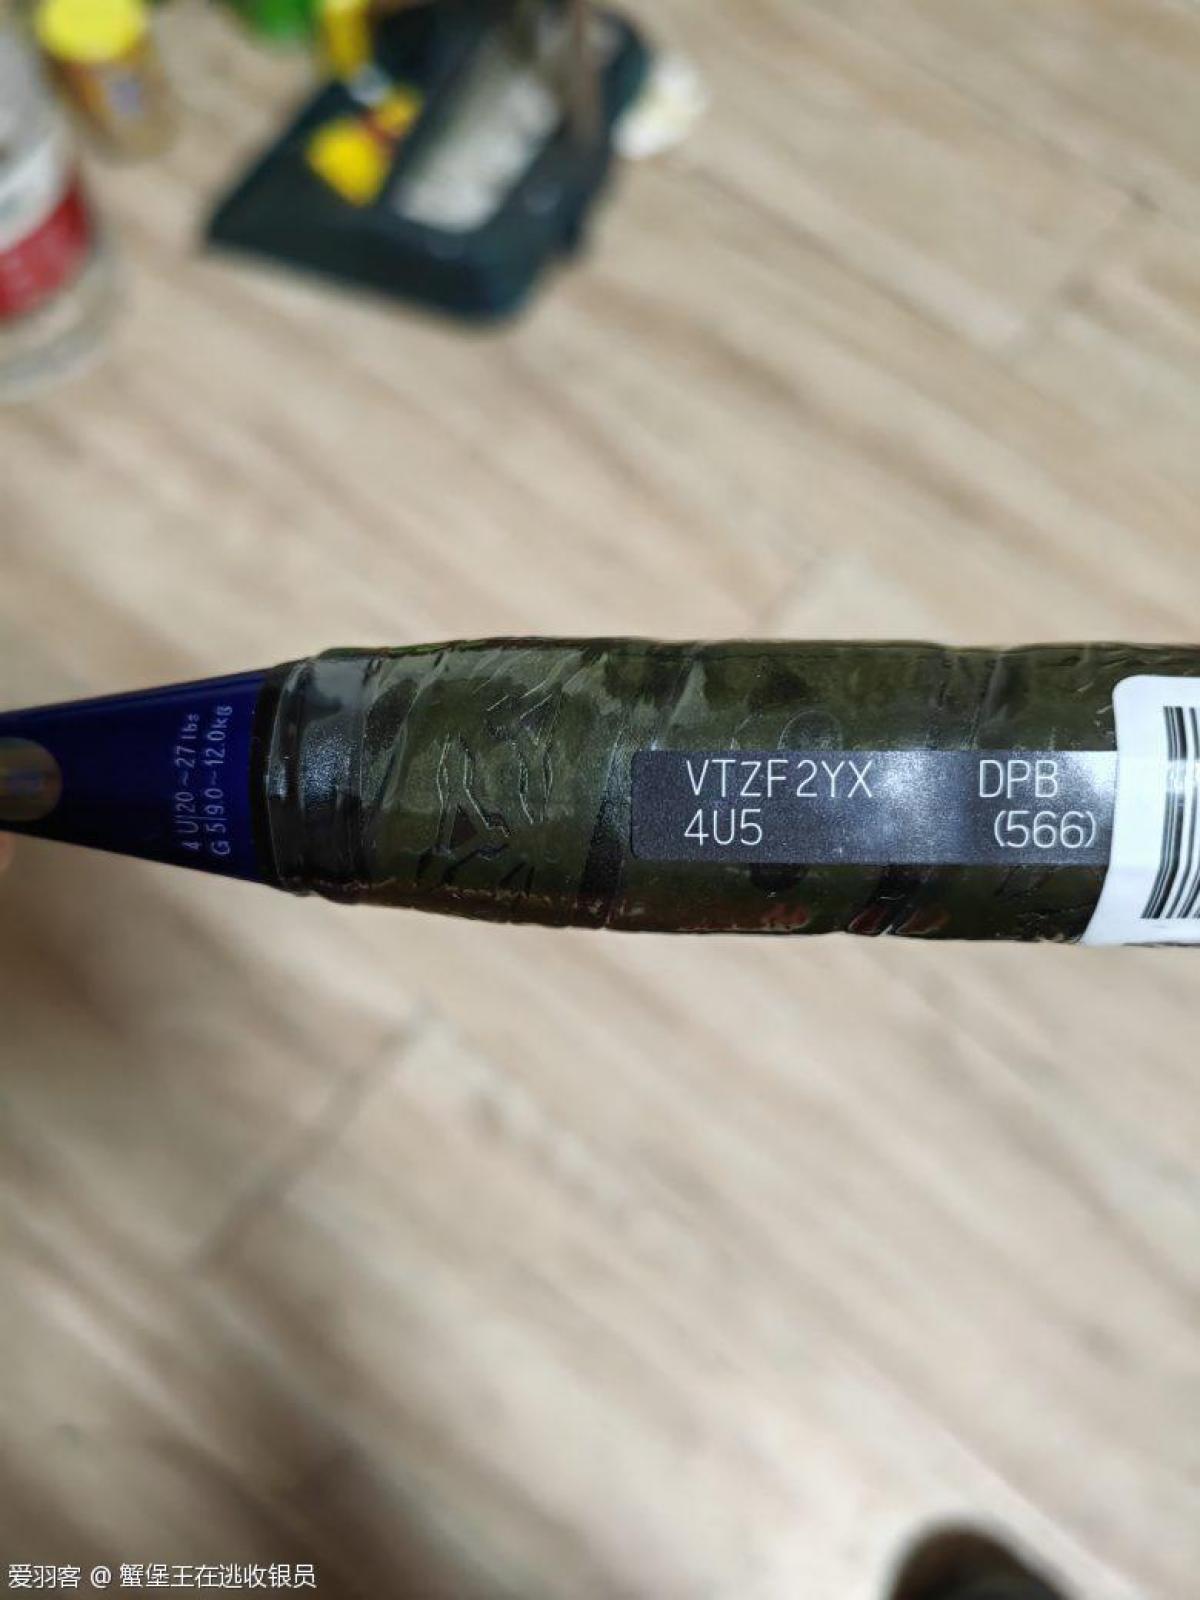 4U|20~27lbs
G5|9.0~12.0kg
VTZF2YX DPB
4U5 (566)
爱羽客 @ 蟹堡王在逃收银员